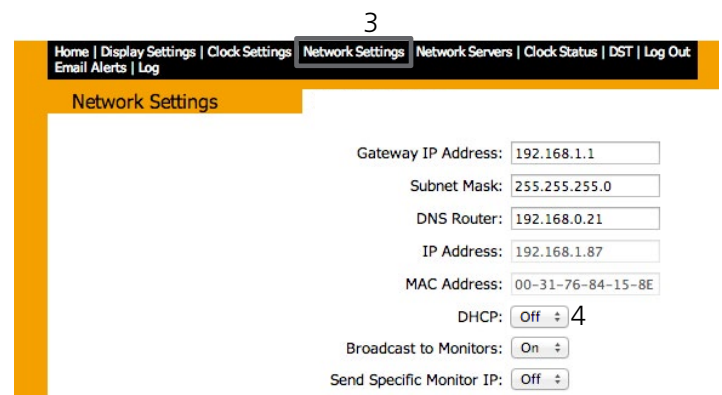 3
Home | Display Settings | Clock Settings | Network Settings | Network Servers | Clock Status | DST | Log Out
Email Alerts | Log
Network Settings
Gateway IP Address: 192.168.1.1
Subnet Mask: 255.255.255.0
DNS Router: 192.168.0.21
IP Address: 192.168.1.87
MAC Address: 00-31-76-84-15-8E
DHCP: Off 4
Broadcast to Monitors: On
Send Specific Monitor IP: Off